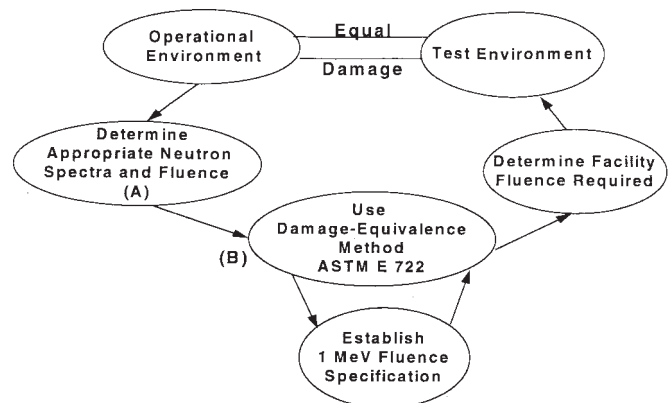 Operational
Environment
Equal
Damage
Test Environment
Determine
Appropriate Neutron
Spectra and Fluence
(A)
Determine Facility
Fluence Required
(B)
Use
Damage-Equivalence
Method
ASTM E 722
Establish
1 MeV Fluence
Specification